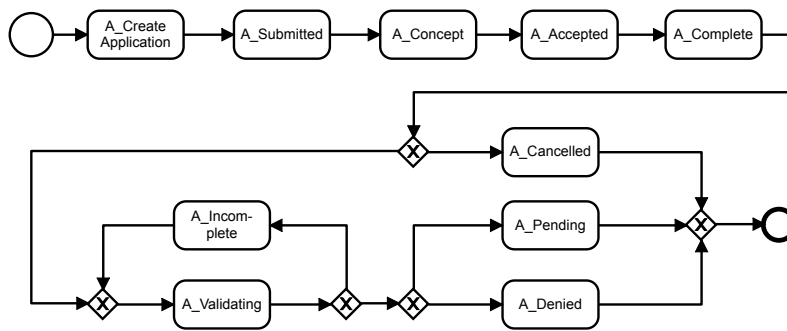 A_Create
Application
A_Submitted
A_Concept
A_Accepted
A_Complete
X
A_Cancelled
A_Incom-
plete
A_Pending
X
X
A_Validating
X
X
A_Denied